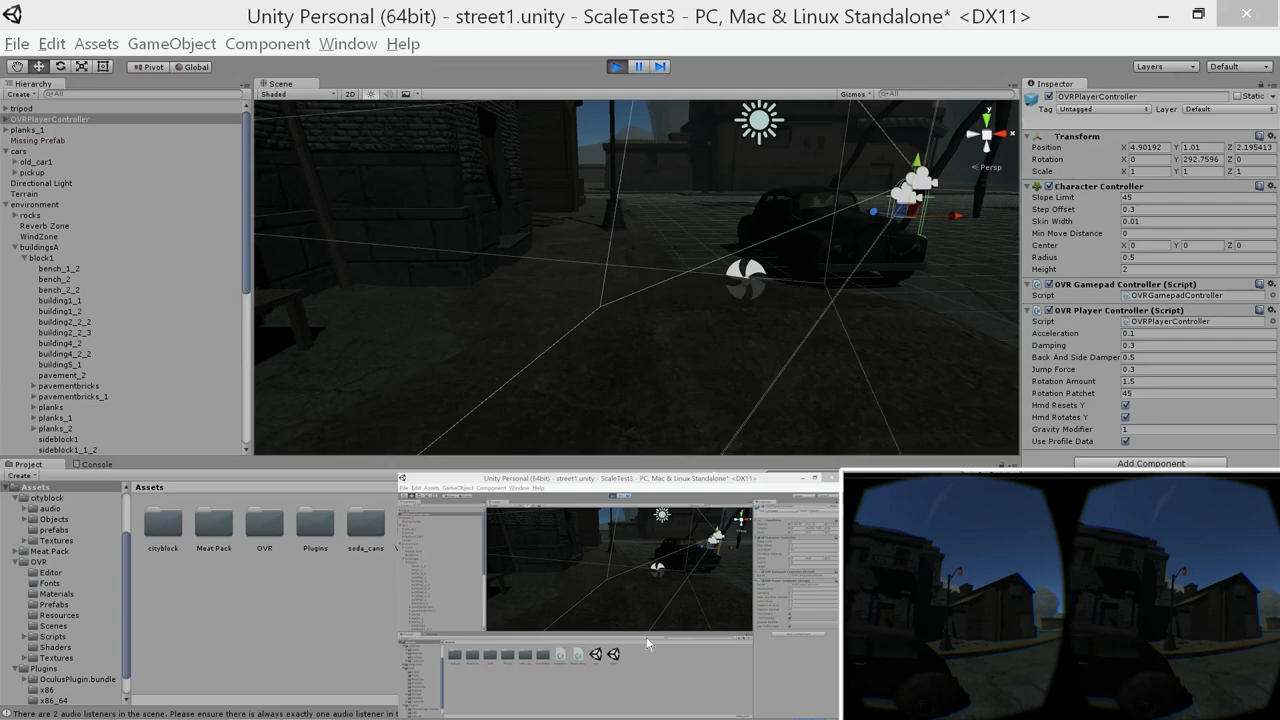 Unity Personal (64bit) - street1.unity - ScaleTest3 - PC, Mac & Linux Standalone* <DX11>
File Edit Assets GameObject Component Window Help
Pivot Global Layers Default
Hierarchy
Create All
tripod
OVRPlayerController
planks_1
Missing Prefab
cars
old_car1
pickup
Directional Light
Terrain
environment
rocks
Reverb Zone
WindZone
buildingsA
block1
bench_1_2
bench_2
bench_2_2
building1_1
building1_2
building2_2_2
building2_2_3
building4_2
building4_2_2
building5_1
pavement_2
pavementbricks
pavementbricks_1
planks
planks_1
planks_2
sideblock1
sideblock1_1_2
Scene
Shaded 2D Gizmos All
y
x
Persp
Inspector
OVRPlayerController Static
Tag Untagged Layer Default
Transform
Position X 4.90192 Y 1.01 Z 2.195413
Rotation X 0 Y 292.7596 Z 0
Scale X 1 Y 1 Z 1
Character Controller
Slope Limit 45
Step Offset 0.3
Skin Width 0.01
Min Move Distance 0
Center X 0 Y 0 Z 0
Radius 0.5
Height 2
OVR Gamepad Controller (Script)
Script OVRGamepadController
OVR Player Controller (Script)
Script OVRPlayerController
Acceleration 0.1
Damping 0.3
Back And Side Damper 0.5
Jump Force 0.3
Rotation Amount 1.5
Rotation Ratchet 45
Hmd Resets Y
Hmd Rotates Y
Gravity Modifier 1
Use Profile Data
Add Component
Project Console
Create
Assets
cityblock
audio
Objects
prefabs
Textures
Meat Pack
OVR
Editor
Fonts
Materials
Prefabs
Resources
Scenes
Scripts
Shaders
Textures
Plugins
OculusPlugin.bundle
x86
x86_64
Assets
cityblock Meat Pack OVR Plugins soda_cans
Unity Personal (64bit) - street1.unity - ScaleTest3 - PC, Mac & Linux Standalone* <DX11>
File Edit Assets GameObject Component Window Help
There are 2 audio listeners in the scene. Please ensure there is always exactly one audio listener in t